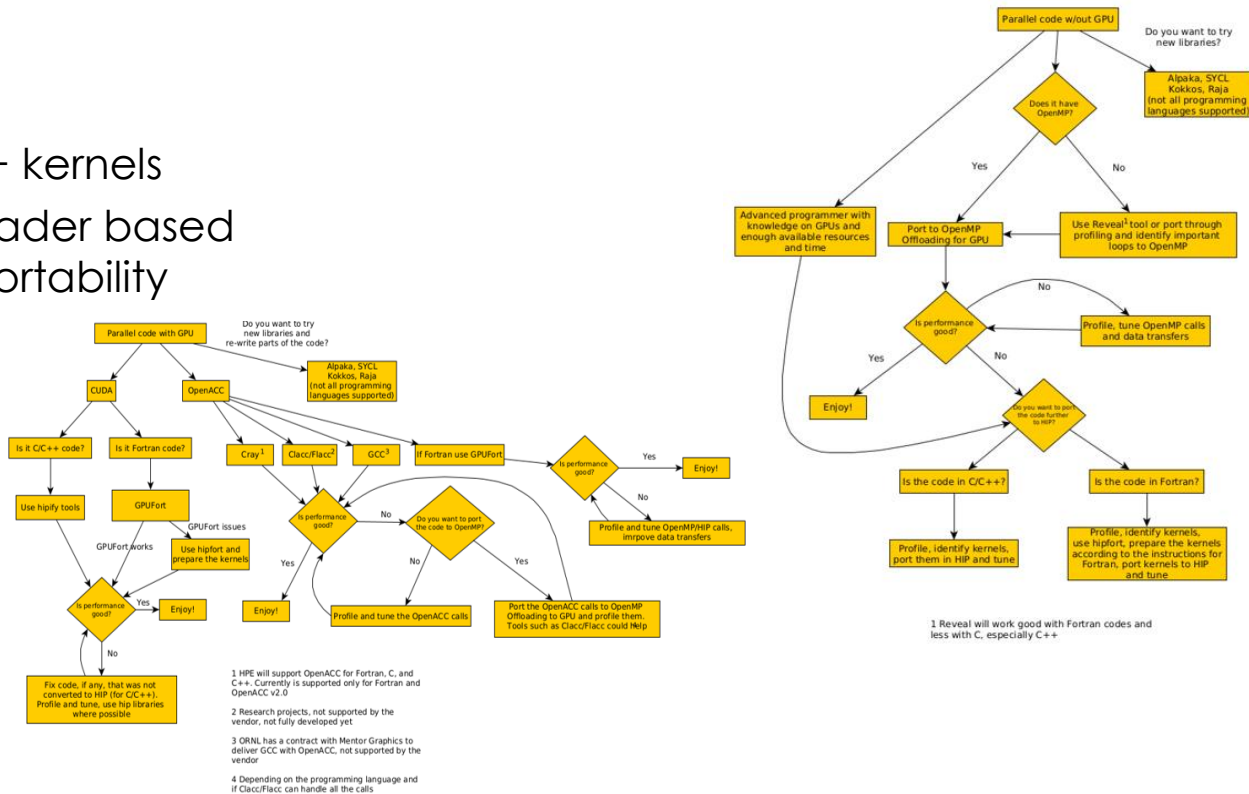 + kernels
ader based
ortability
Parallel code with GPU
Do you want to try
new libraries and
re-write parts of the code?
Alpaka, SYCL
Kokkos, Raja
(not all programming
languages supported)
CUDA
OpenACC
Is it C/C++ code?
Is it Fortran code?
Cray1
Clacc/Flacc2
GCC3
If Fortran use GPUFort
Is performance
good?
Yes
Enjoy!
No
Profile and tune OpenMP/HIP calls,
imrpove data transfers
Use hipify tools
GPUFort
GPUFort issues
GPUFort works
Use hipfort and
prepare the kernels
Is performance
good?
Yes
Enjoy!
No
Fix code, if any, that was not
converted to HIP (for C/C++).
Profile and tune, use hip libraries
where possible
Is performance
good?
No
Do you want to port
the code to OpenMP?
Yes
Enjoy!
No
Profile and tune the OpenACC calls
Yes
Port the OpenACC calls to OpenMP
Offloading to GPU and profile them.
Tools such as Clacc/Flacc could help4
1 HPE will support OpenACC for Fortran, C, and
C++. Currently is supported only for Fortran and
OpenACC v2.0
2 Research projects, not supported by the
vendor, not fully developed yet
3 ORNL has a contract with Mentor Graphics to
deliver GCC with OpenACC, not supported by the
vendor
4 Depending on the programming language and
if Clacc/Flacc can handle all the calls
Parallel code w/out GPU
Do you want to try
new libraries?
Alpaka, SYCL
Kokkos, Raja
(not all programming
languages supported)
Does it have
OpenMP?
Yes
No
Advanced programmer with
knowledge on GPUs and
enough available resources
and time
Port to OpenMP
Offloading for GPU
Use Reveal1 tool or port through
profiling and identify important
loops to OpenMP
Is performance
good?
No
Profile, tune OpenMP calls
and data transfers
Yes
Enjoy!
No
Do you want to port
the code further
to HIP?
Is the code in C/C++?
Is the code in Fortran?
Profile, identify kernels,
port them in HIP and tune
Profile, identify kernels,
use hipfort, prepare the kernels
according to the instructions for
Fortran, port kernels to HIP
and tune
1 Reveal will work good with Fortran codes and
less with C, especially C++